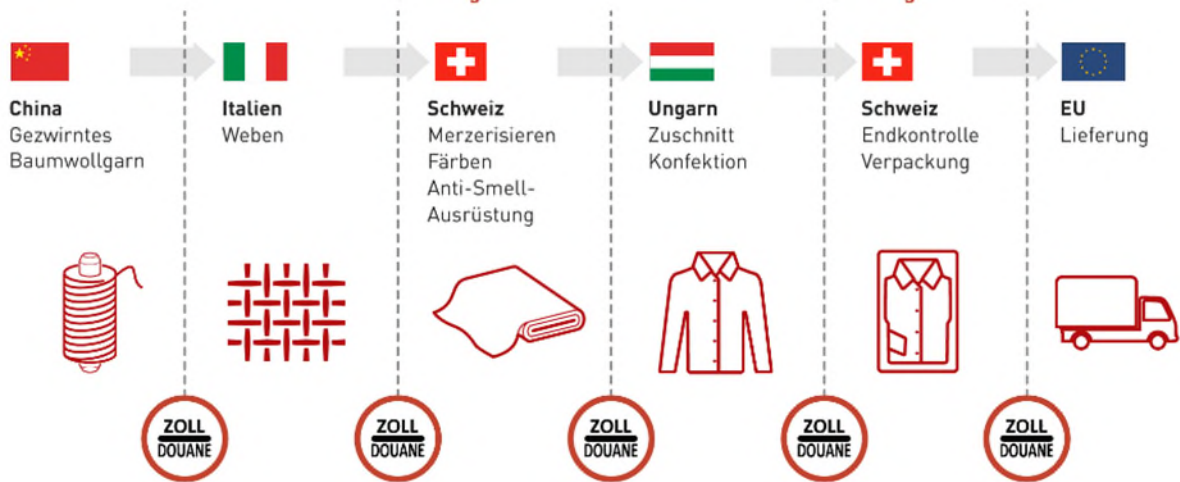 China
Gezwirntes
Baumwollgarn
Italien
Weben
Schweiz
Merzerisieren
Färben
Anti-Smell-
Ausrüstung
Ungarn
Zuschnitt
Konfektion
Schweiz
Endkontrolle
Verpackung
EU
Lieferung
ZOLL
DOUANE
ZOLL
DOUANE
ZOLL
DOUANE
ZOLL
DOUANE
ZOLL
DOUANE